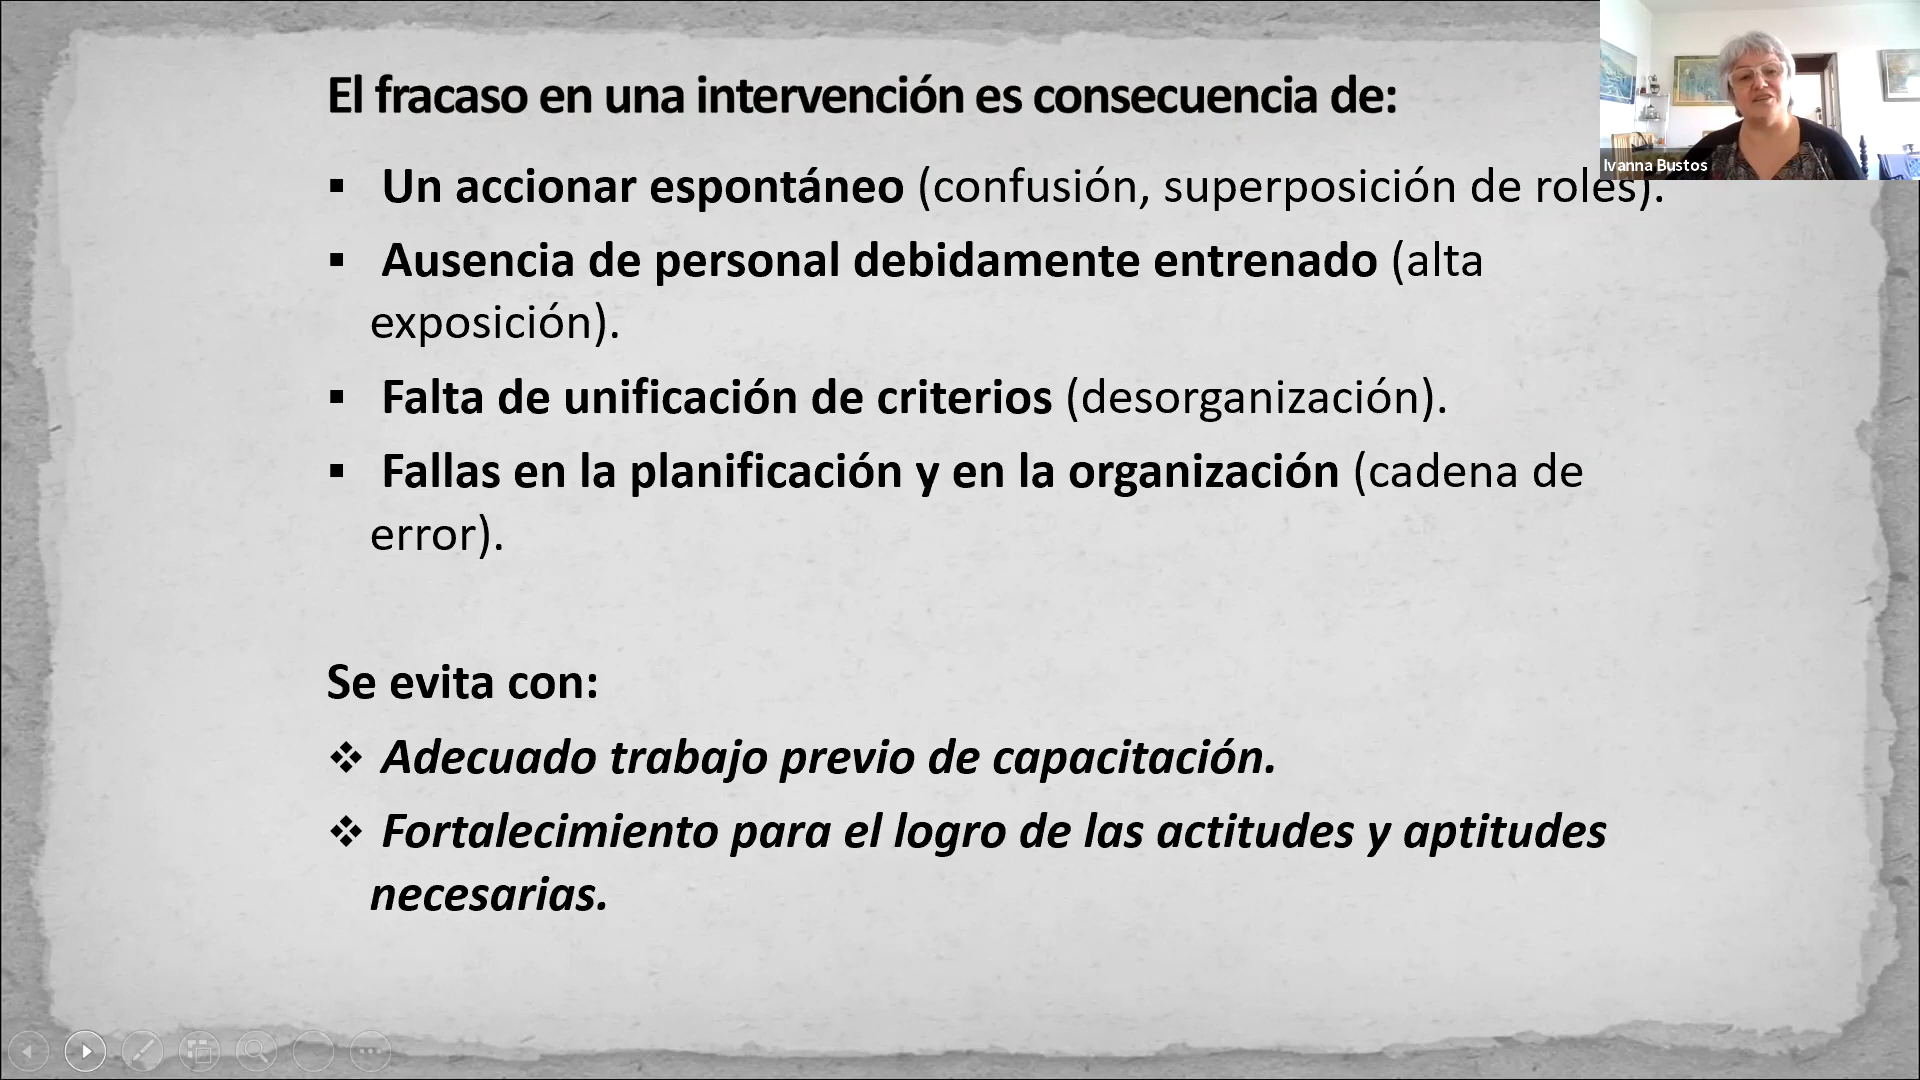 El fracaso en una intervención es consecuencia de:
Ivanna Bustos
▪ Un accionar espontáneo (confusión, superposición de roles).
▪ Ausencia de personal debidamente entrenado (alta
exposición).
▪ Falta de unificación de criterios (desorganización).
▪ Fallas en la planificación y en la organización (cadena de
error).
Se evita con:
❖ Adecuado trabajo previo de capacitación.
❖ Fortalecimiento para el logro de las actitudes y aptitudes
necesarias.